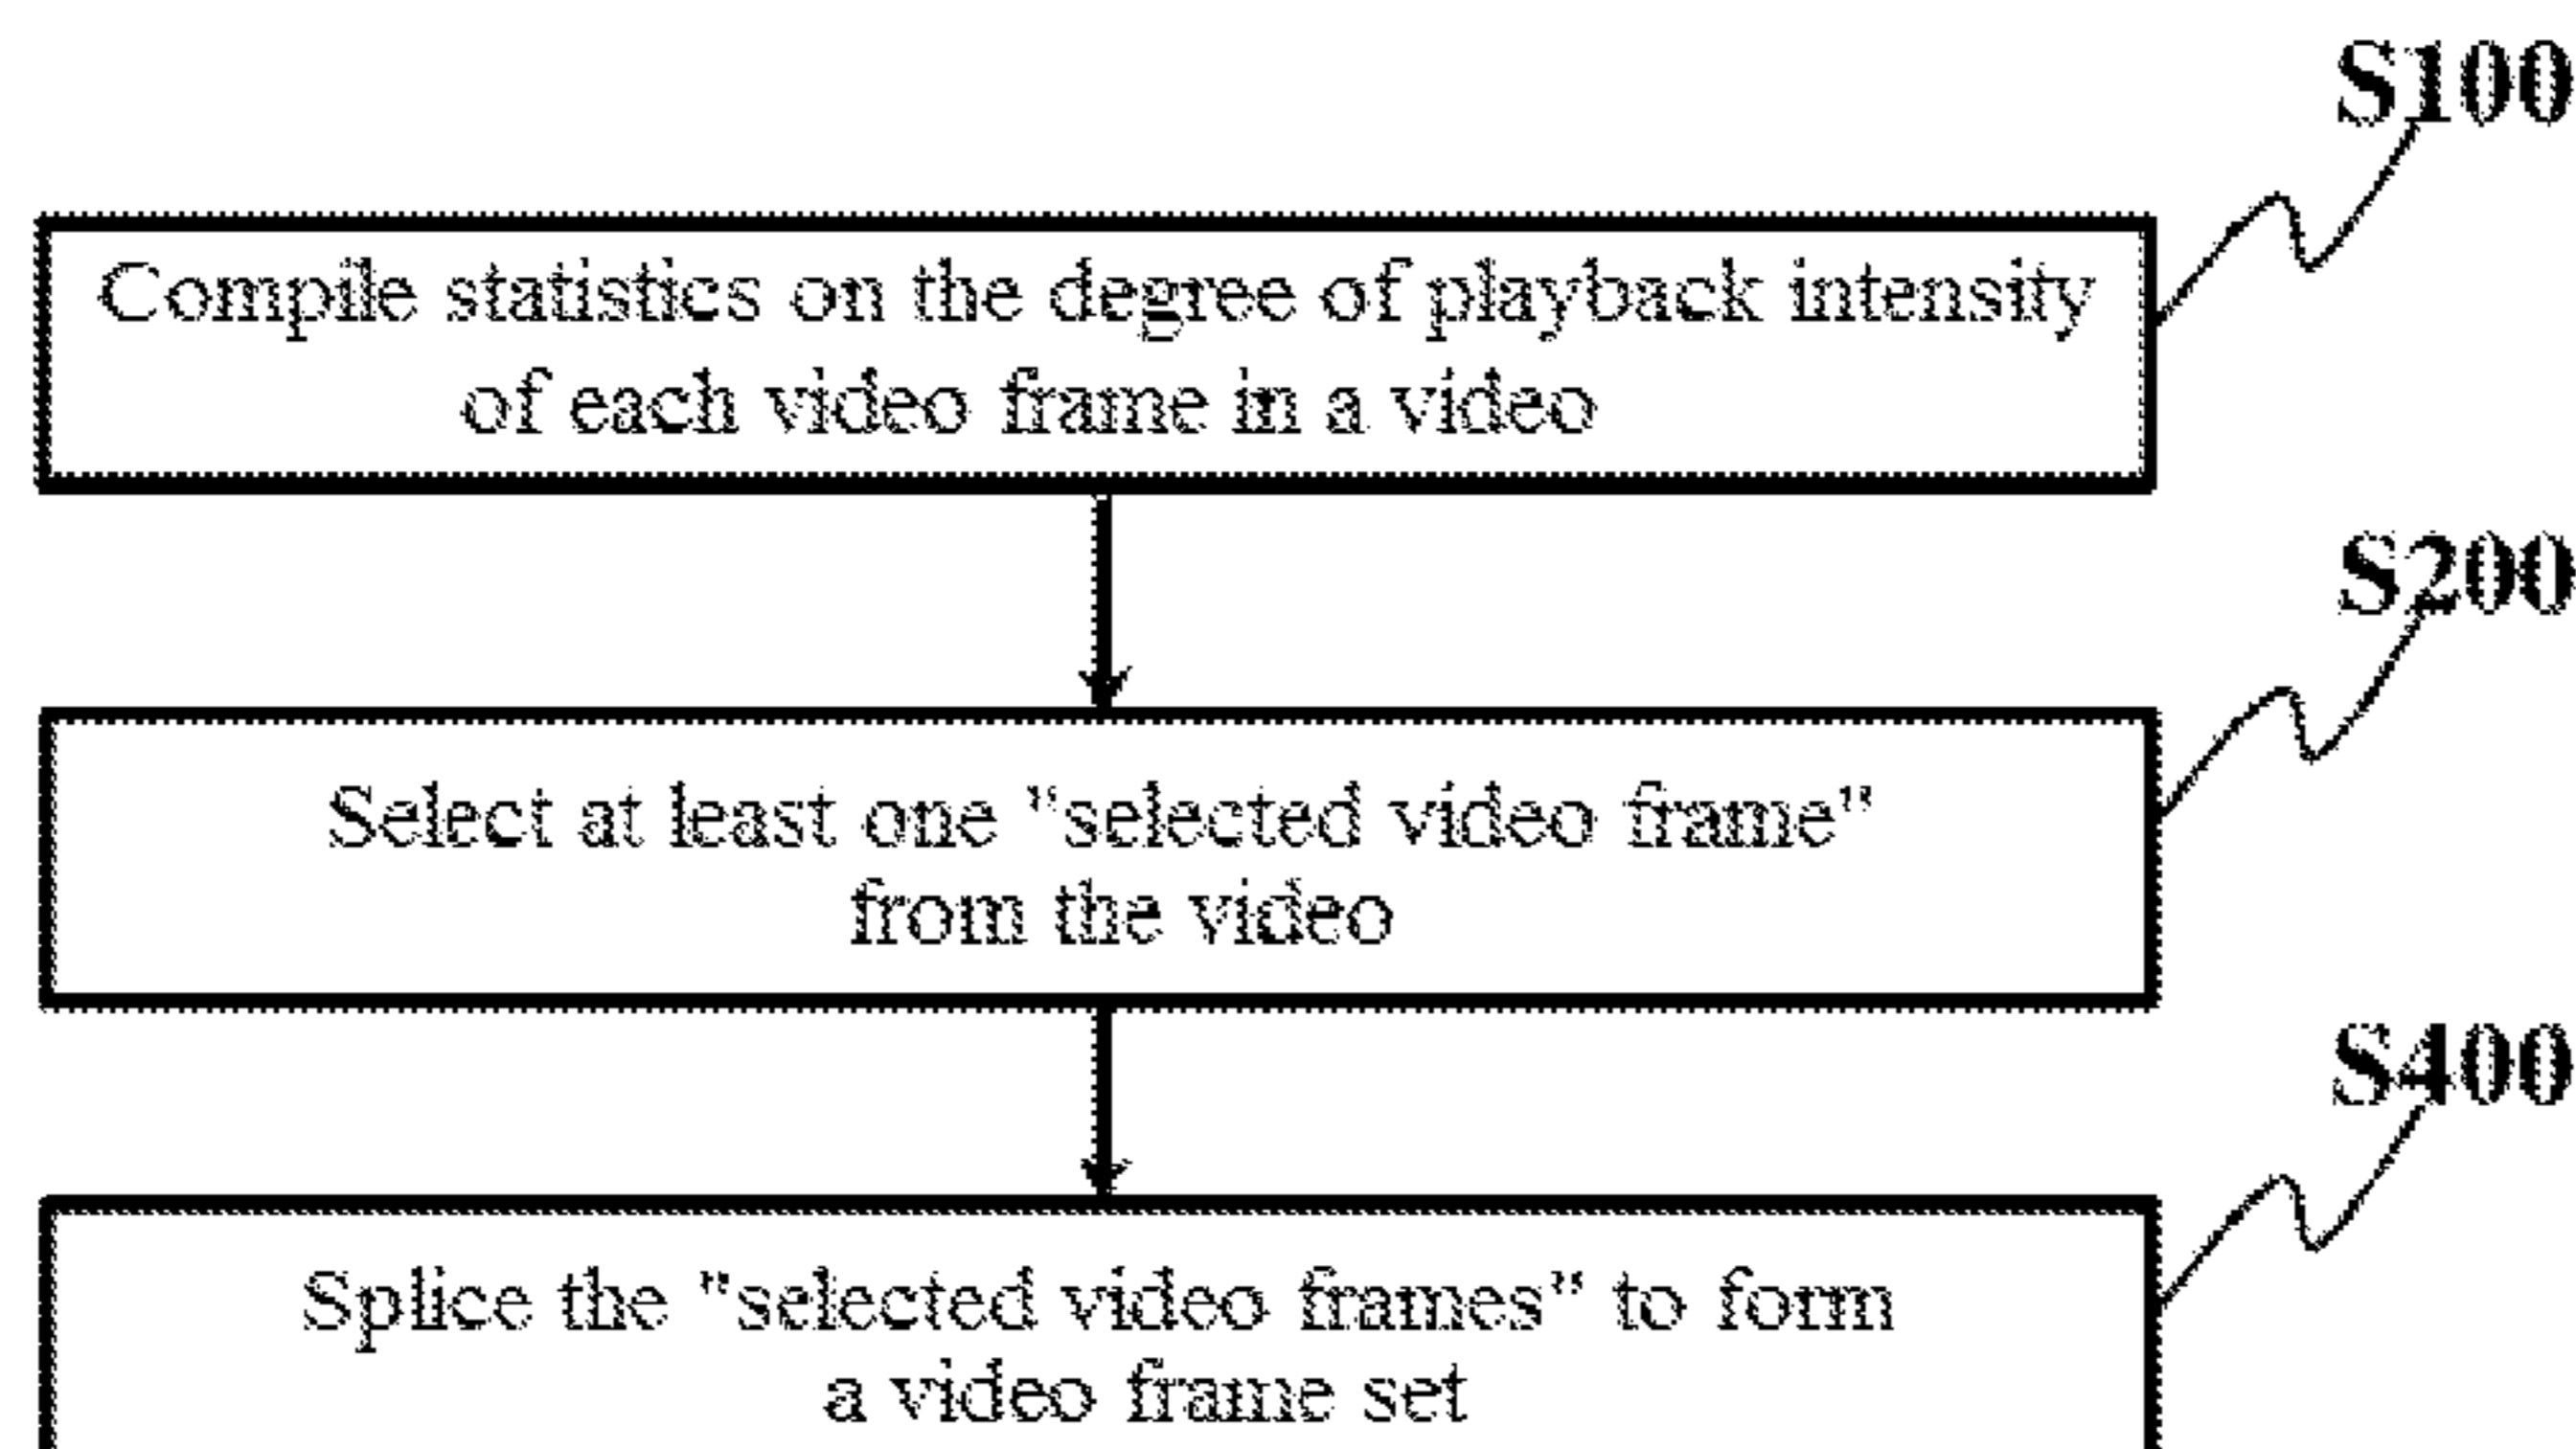 S100
Compile statistics on the degree of playback intensity
of each video frame in a video
S200
Select at least one "selected video frame"
from the video
S400
Splice the "selected video frames" to form
a video frame set